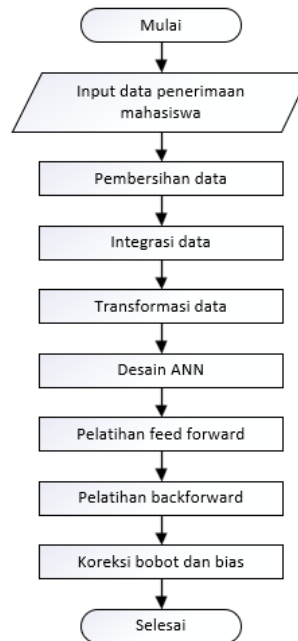 Mulai
Input data penerimaan
mahasiswa
Pembersihan data
Integrasi data
Transformasi data
Desain ANN
Pelatihan feed forward
Pelatihan backforward
Koreksi bobot dan bias
Selesai